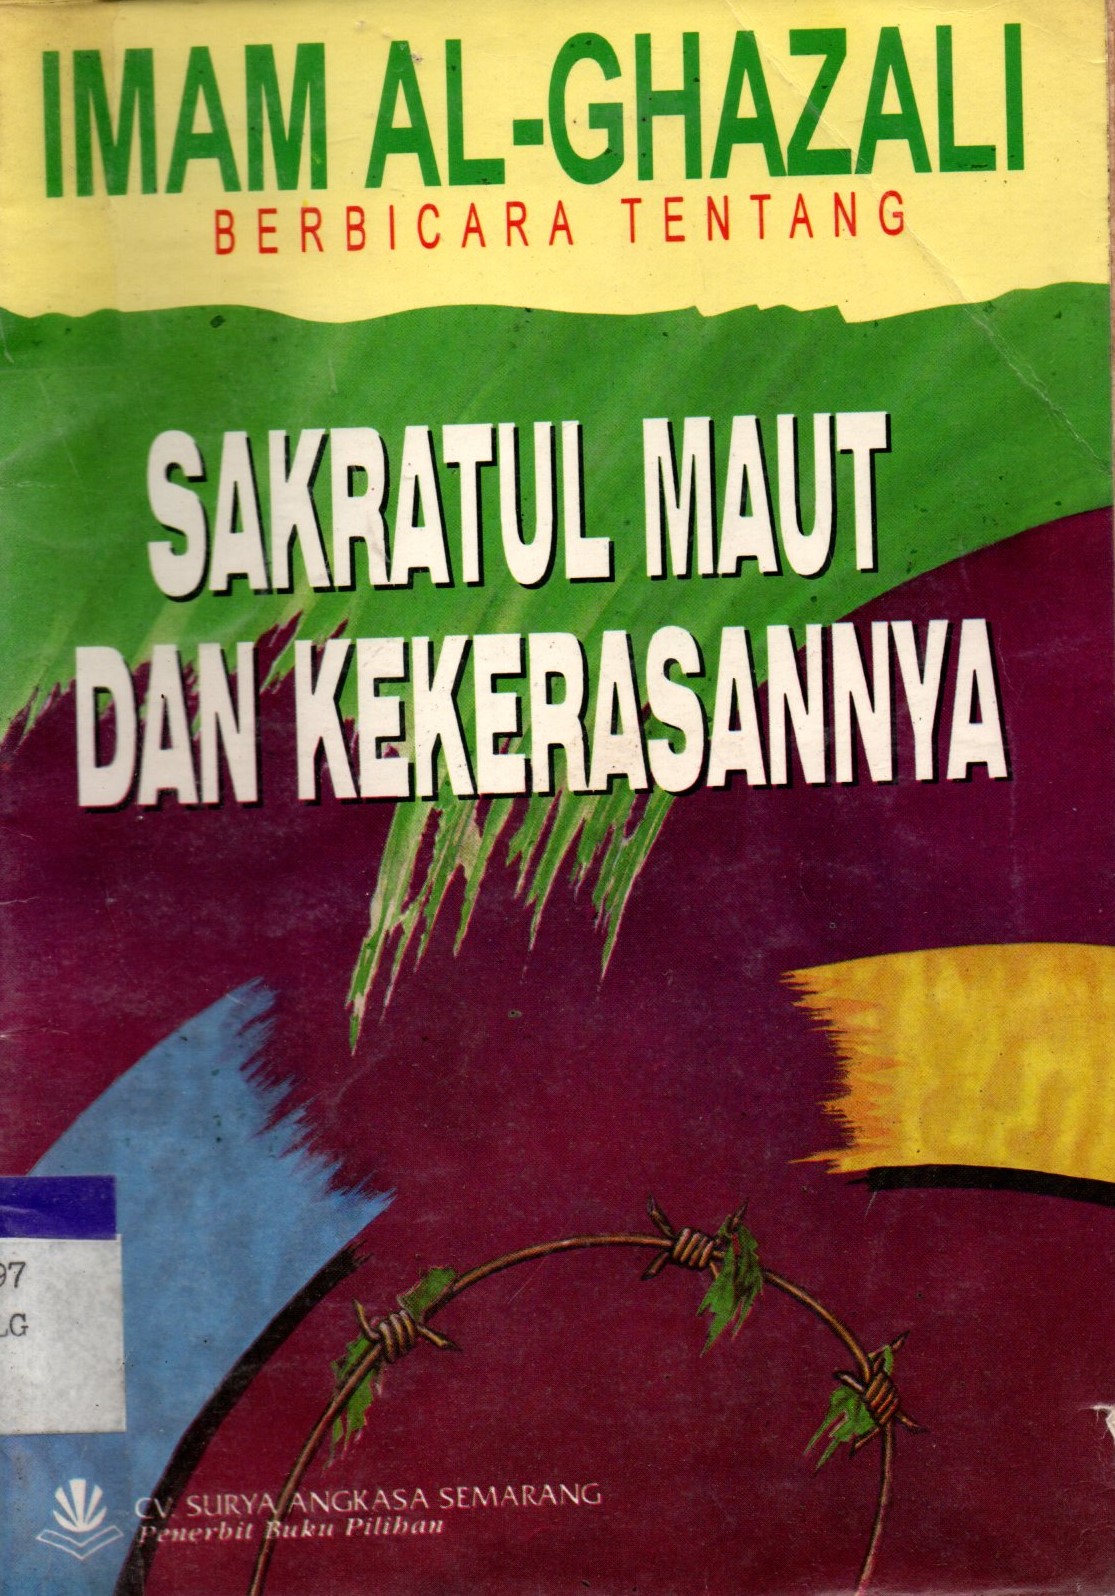 IMAM AL-GHAZALI
BERBICARA TENTANG
SAKRATUL MAUT
DAN KEKERASANNYA
97
LG
CV. SURYA ANGKASA SEMARANG
Penerbit Buku Pilihan